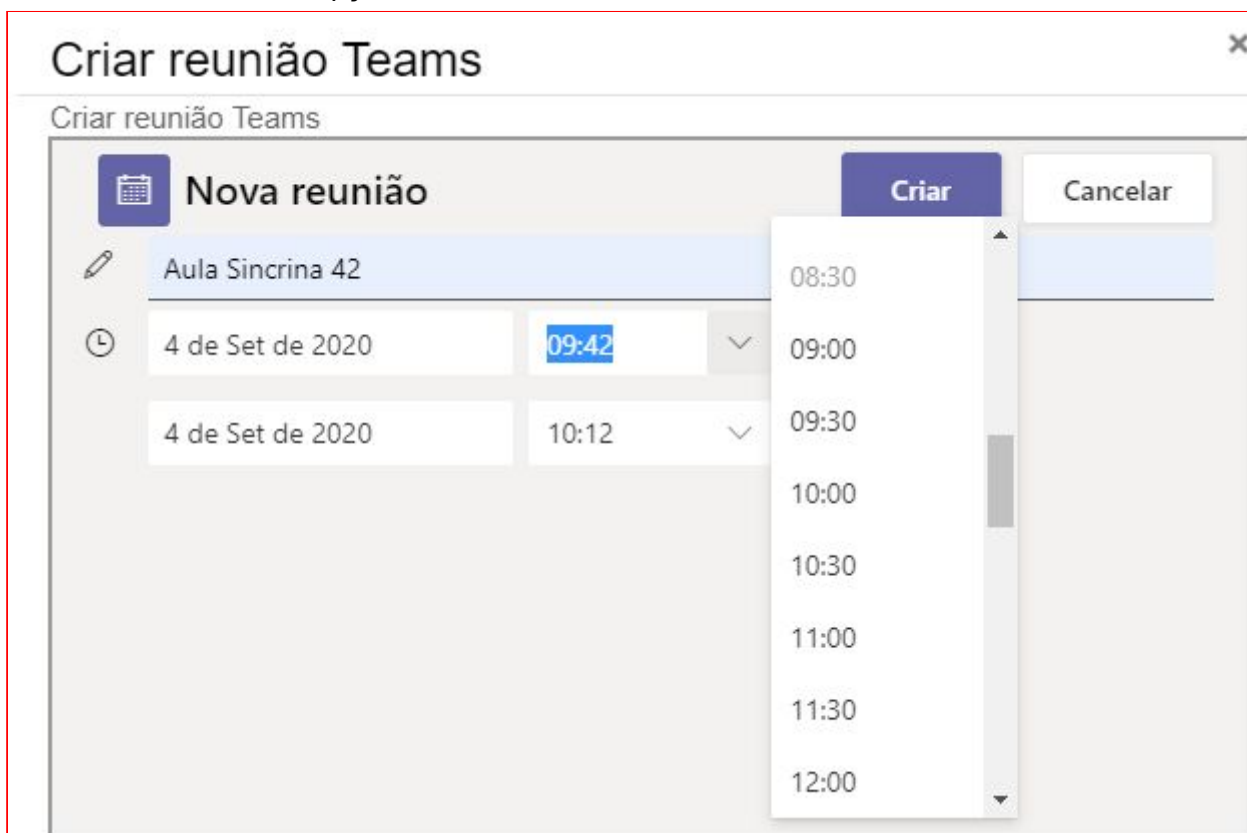 Criar reunião Teams
Criar reunião Teams
Nova reunião
Criar
Cancelar
Aula Sincrina 42
4 de Set de 2020
09:42
4 de Set de 2020
10:12
08:30
09:00
09:30
10:00
10:30
11:00
11:30
12:00